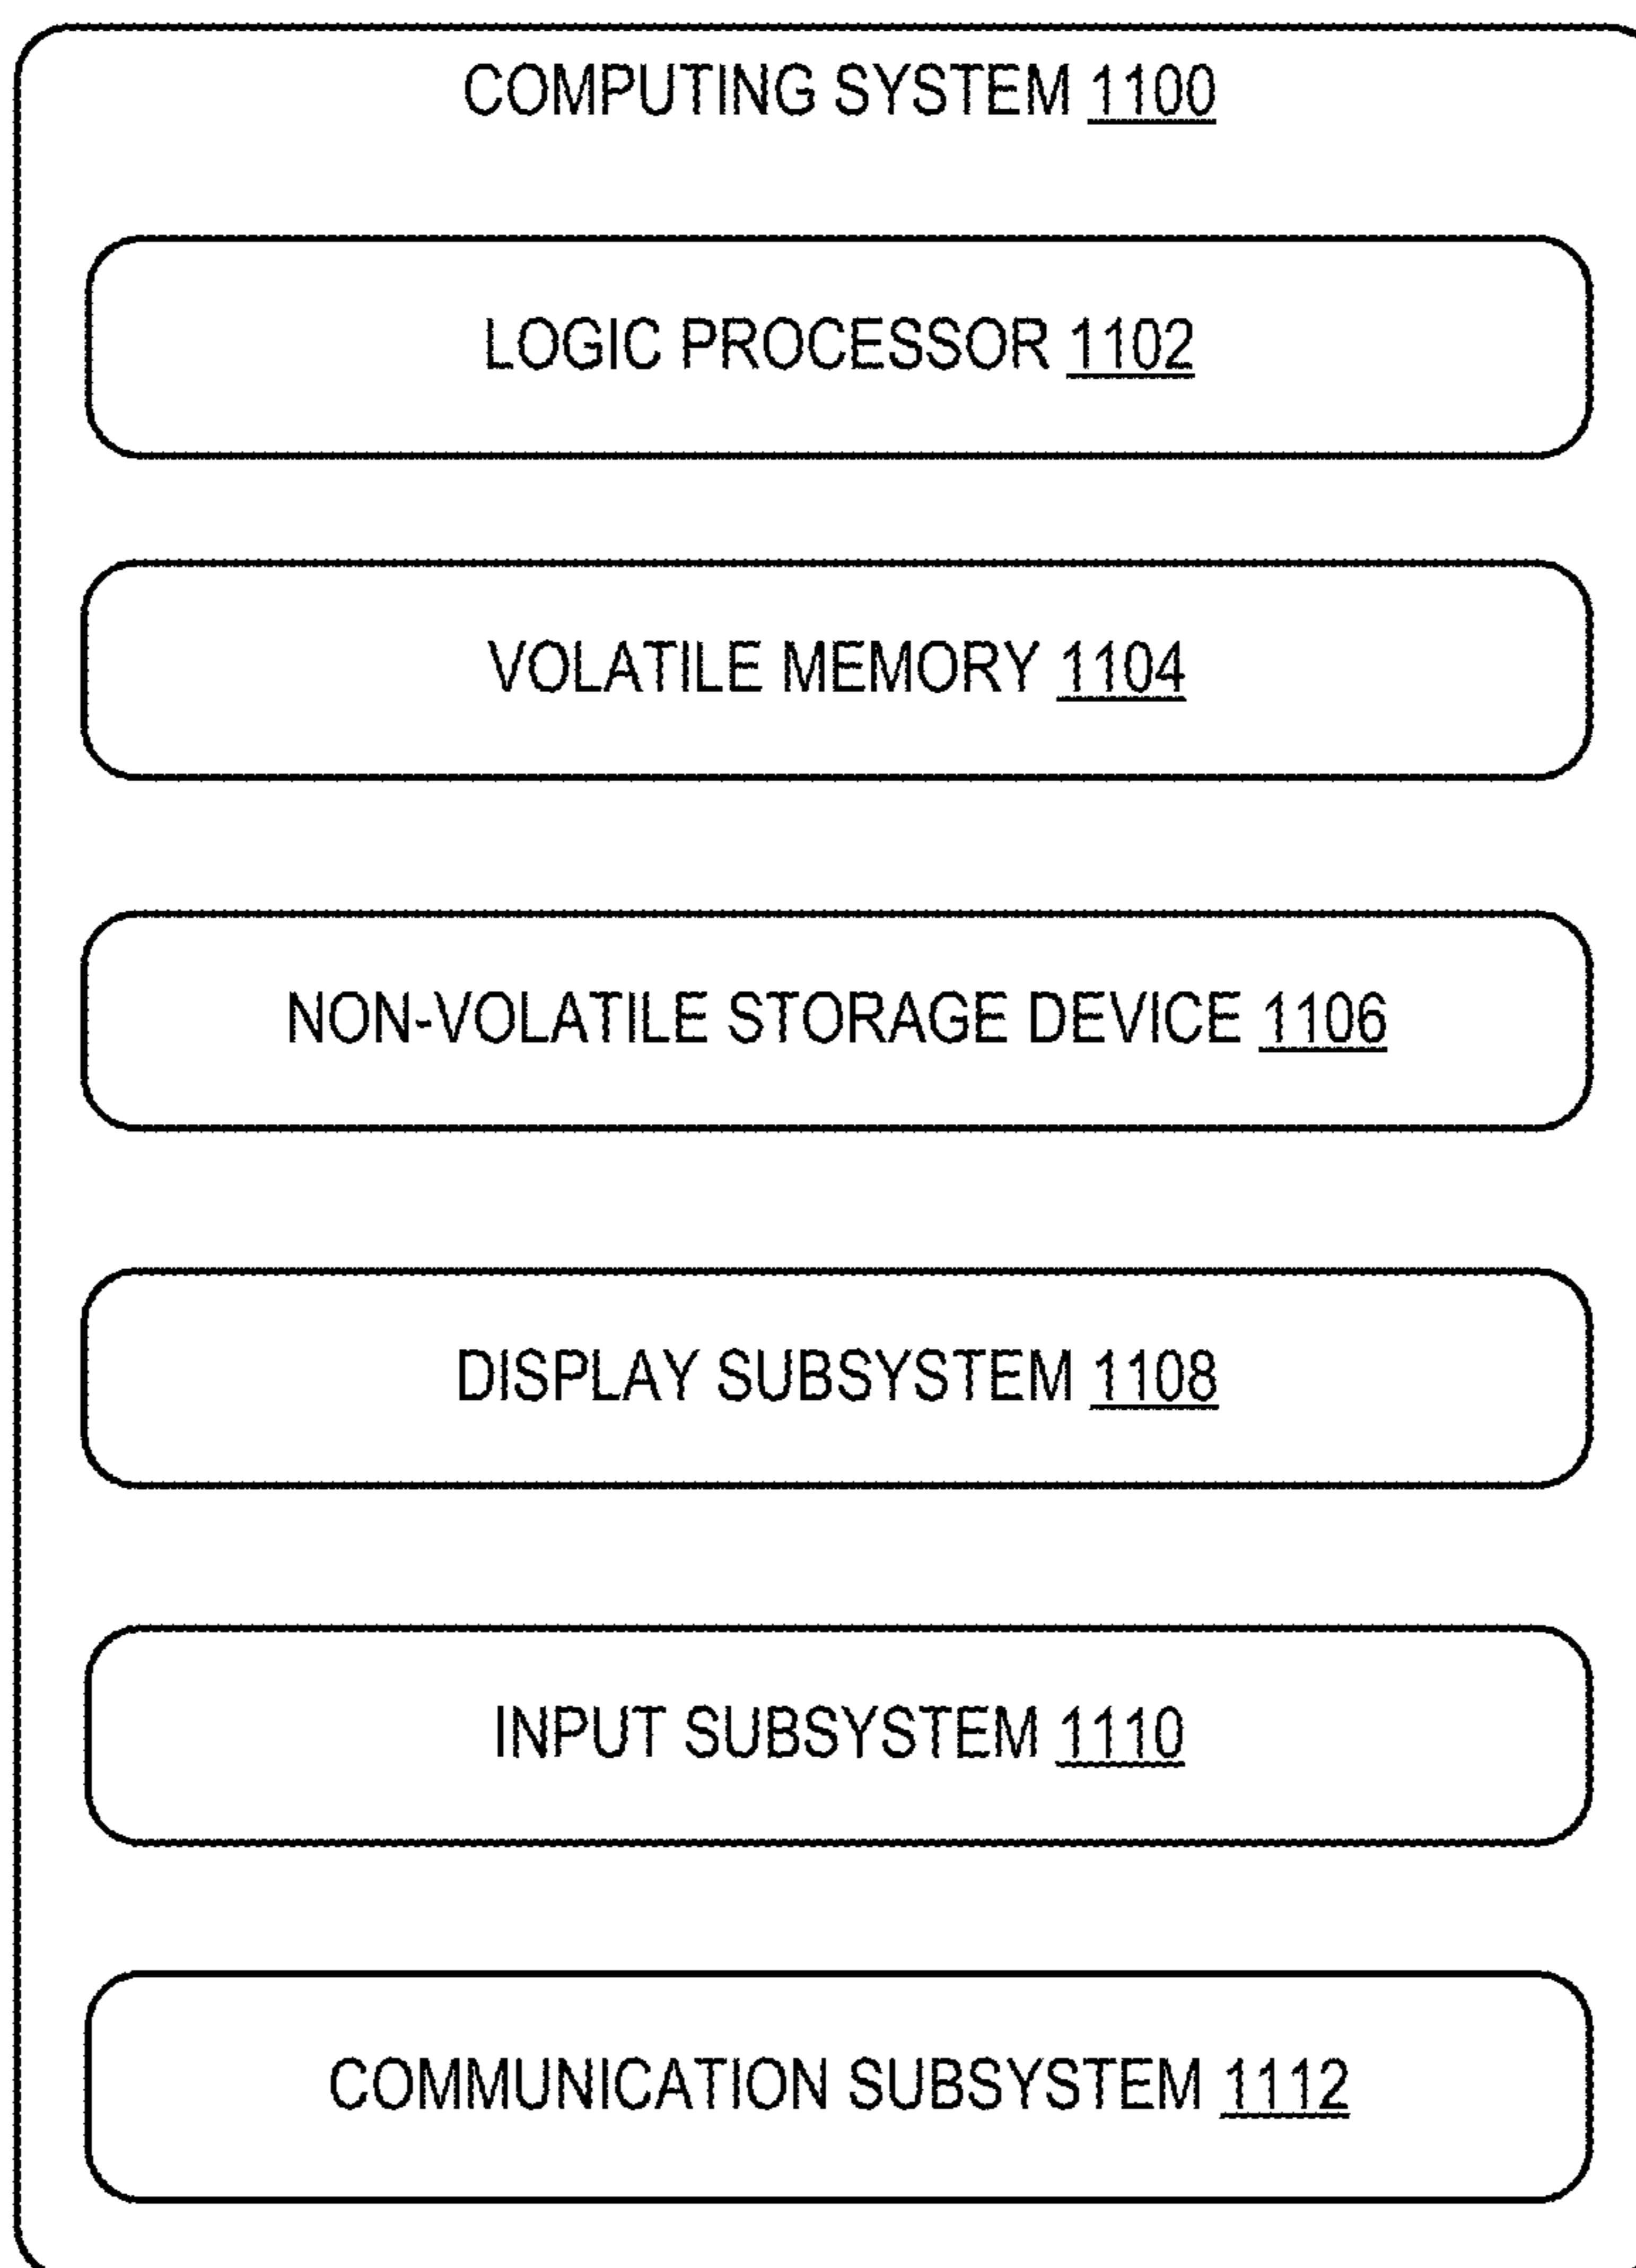 COMPUTING SYSTEM 1100
LOGIC PROCESSOR 1102
VOLATILE MEMORY 1104
NON-VOLATILE STORAGE DEVICE 1106
DISPLAY SUBSYSTEM 1108
INPUT SUBSYSTEM 1110
COMMUNICATION SUBSYSTEM 1112